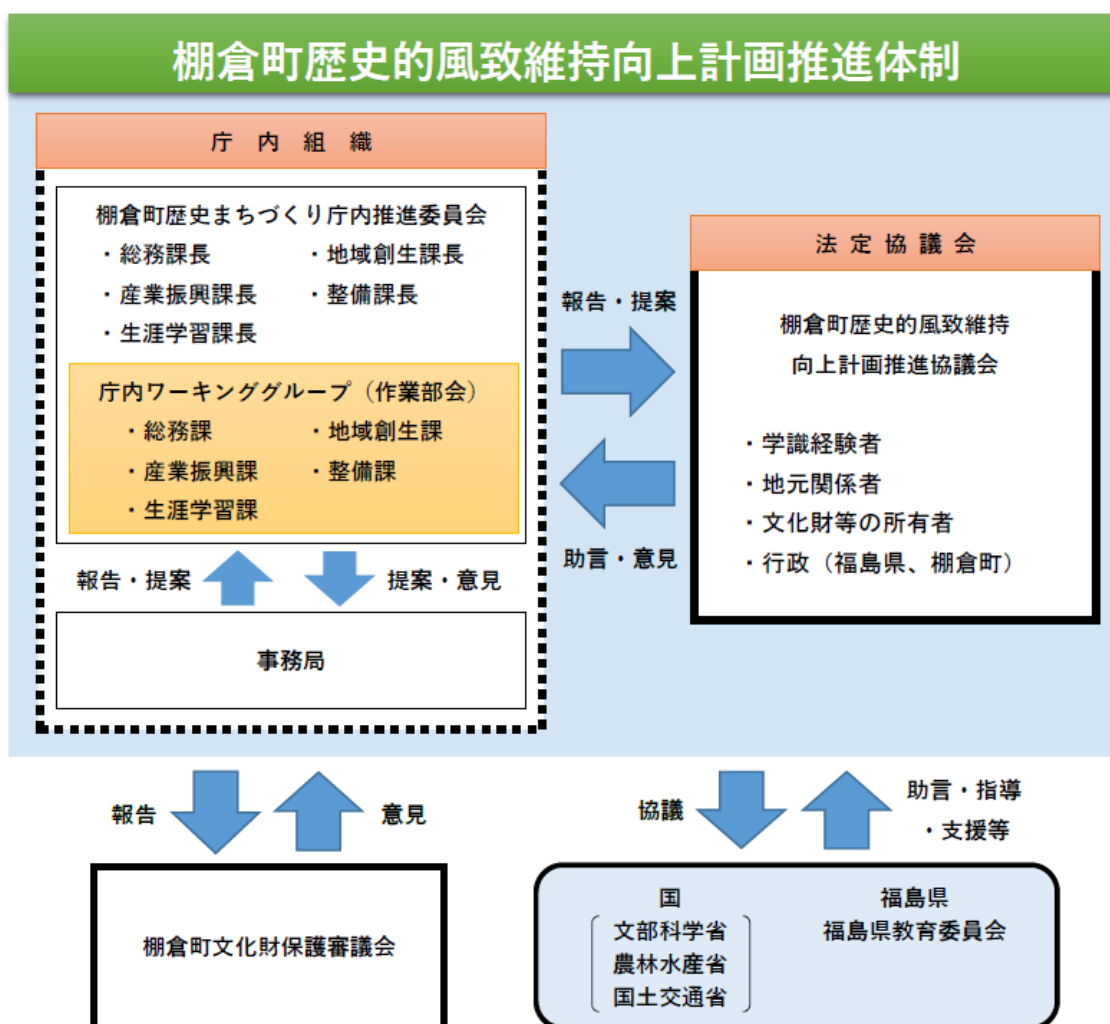 棚倉町歴史的風致維持向上計画推進体制
庁内組織
棚倉町歴史まちづくり庁内推進委員会
・総務課長 ・地域創生課長
・産業振興課長 ・整備課長
・生涯学習課長
庁内ワーキンググループ（作業部会）
・総務課 ・地域創生課
・産業振興課 ・整備課
・生涯学習課
報告・提案 提案・意見
事務局
報告・提案
助言・意見
法定協議会
棚倉町歴史的風致維持
向上計画推進協議会
・学識経験者
・地元関係者
・文化財等の所有者
・行政（福島県、棚倉町）
報告 意見
棚倉町文化財保護審議会
協議 助言・指導
・支援等
国
文部科学省
農林水産省
国土交通省
福島県
福島県教育委員会